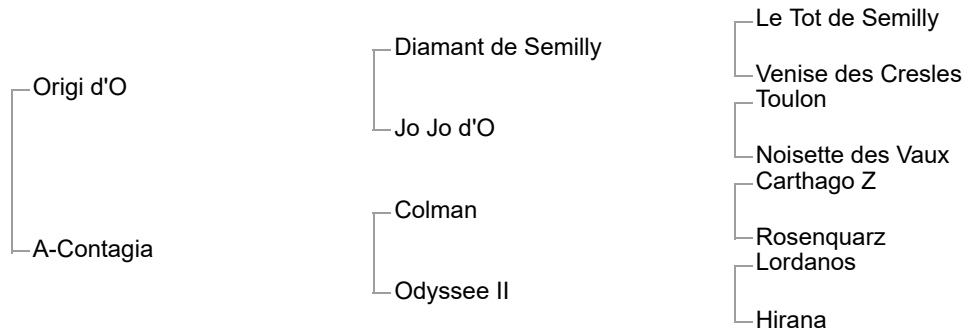 Le Tot de Semilly
Diamant de Semilly
Venise des Cresles
Origi d'O
Toulon
Jo Jo d'O
Noisette des Vaux
Carthago Z
Colman
Rosenquarz
A-Contagia
Lordanos
Odyssee II
Hirana